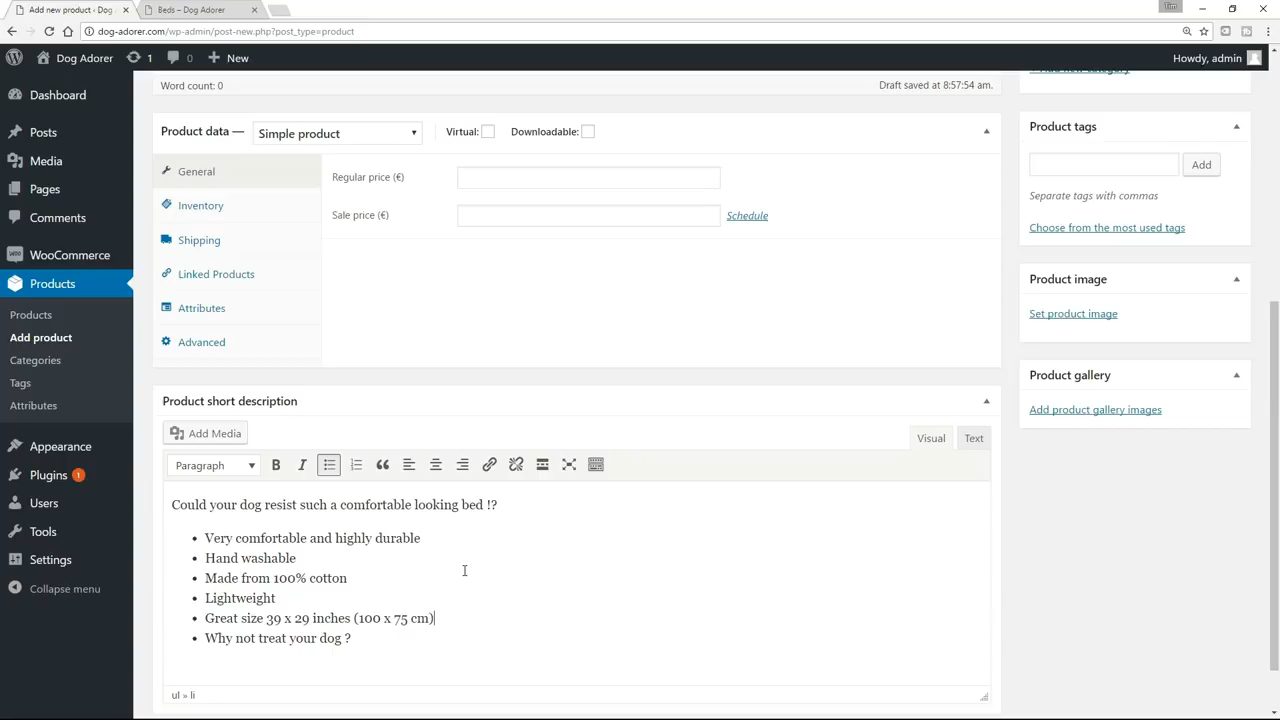 Add new product ‹ Dog
Beds – Dog Adorer
Tim
dog-adorer.com/wp-admin/post-new.php?post_type=product
Dog Adorer
1
0
New
Howdy, admin
Dashboard
Posts
Media
Pages
Comments
WooCommerce
Products
Products
Add product
Categories
Tags
Attributes
Appearance
Plugins 1
Users
Tools
Settings
Collapse menu
Word count: 0
Draft saved at 8:57:54 am.
Product data —
Simple product
Virtual:
Downloadable:
General
Inventory
Shipping
Linked Products
Attributes
Advanced
Regular price (€)
Sale price (€)
Schedule
Product short description
Add Media
Visual
Text
Paragraph
B I
Could your dog resist such a comfortable looking bed !?
• Very comfortable and highly durable
• Hand washable
• Made from 100% cotton
• Lightweight
• Great size 39 x 29 inches (100 x 75 cm)
• Why not treat your dog ?
ul » li
+ Add new category
Product tags
Add
Separate tags with commas
Choose from the most used tags
Product image
Set product image
Product gallery
Add product gallery images